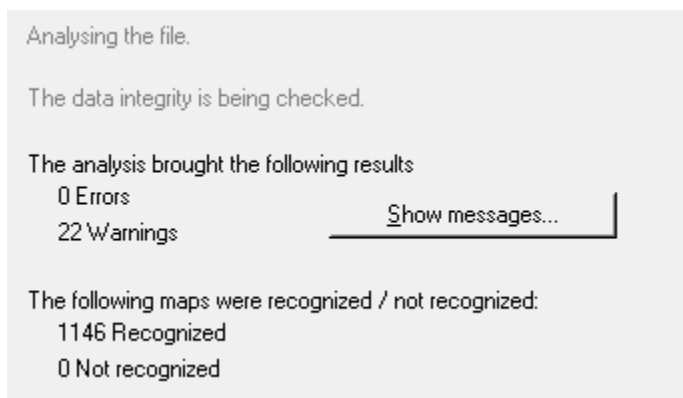 Analysing the file.
The data integrity is being checked.
The analysis brought the following results
0 Errors
22 Warnings
Show messages...
The following maps were recognized / not recognized:
1146 Recognized
0 Not recognized